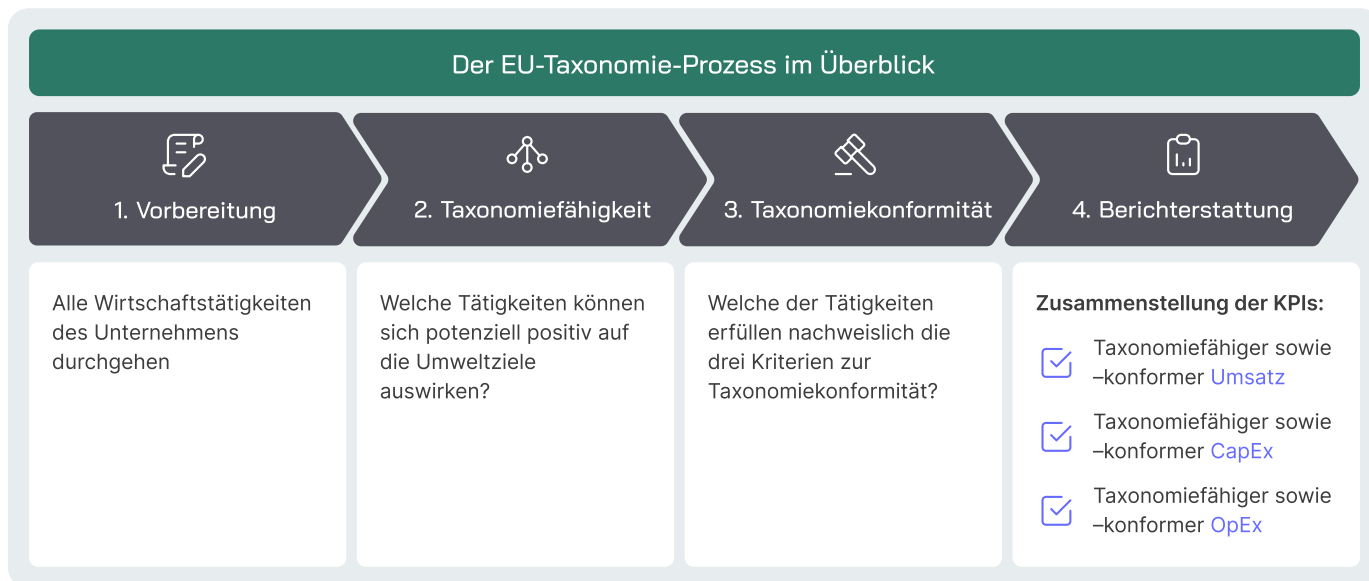 Der EU-Taxonomie-Prozess im Überblick
1. Vorbereitung
2. Taxonomiefähigkeit
3. Taxonomiekonformität
4. Berichterstattung
Alle Wirtschaftstätigkeiten
des Unternehmens
durchgehen
Welche Tätigkeiten können
sich potenziell positiv auf
die Umweltziele
auswirken?
Welche der Tätigkeiten
erfüllen nachweislich die
drei Kriterien zur
Taxonomiekonformität?
Zusammenstellung der KPIs:
Taxonomiefähiger sowie
–konformer Umsatz
Taxonomiefähiger sowie
–konformer CapEx
Taxonomiefähiger sowie
–konformer OpEx